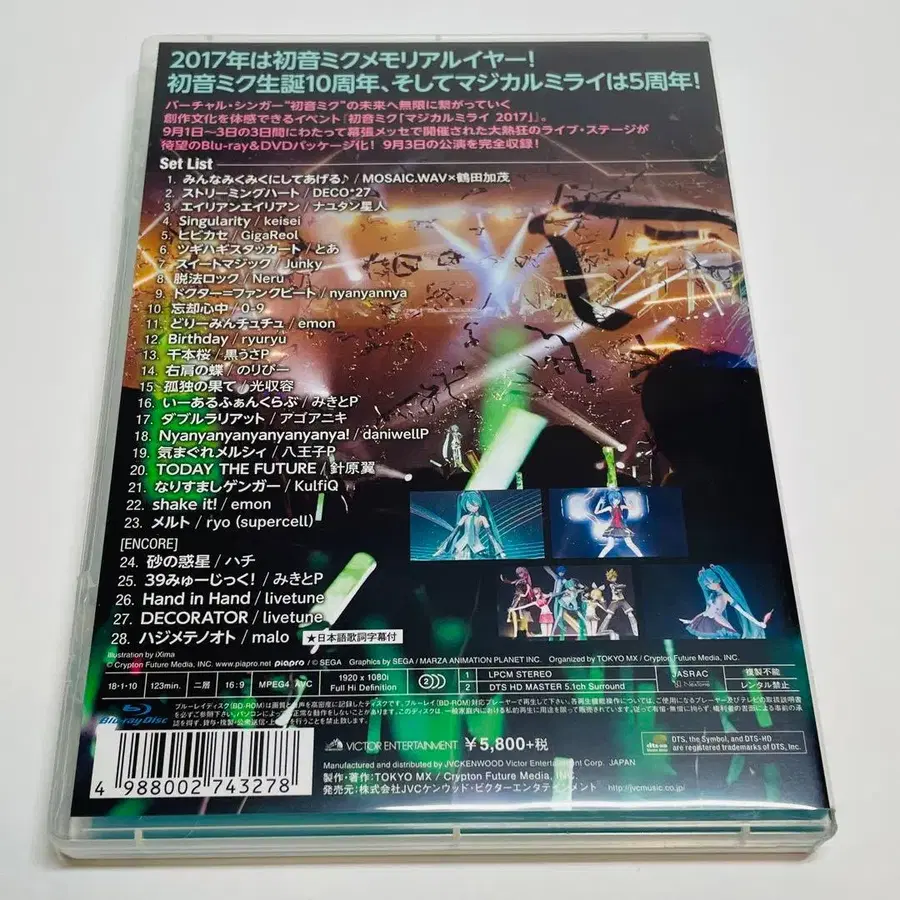 2017年は初音ミクメモリアルイヤー!
初音ミク生誕10周年、そしてマジカルミライは5周年!
バーチャル・シンガー“初音ミク”の未来へ無限に繋がっていく
創作文化を体感できるイベント『初音ミク「マジカルミライ 2017」』。
9月1日〜3日の3日間にわたって幕張メッセで開催された大熱狂のライブ・ステージが
待望のBlu-ray&DVDパッケージ化! 9月3日の公演を完全収録!
Set List
1. みんなみくみくにしてあげる♪ / MOSAIC.WAV×鶴田加茂
2. ストリーミングハート / DECO*27
3. エイリアンエイリアン / ナユタン星人
4. Singularity / keisei
5. ヒビカセ / GigaReol
6. ツギハギスタッカート / とあ
7. スイートマジック / Junky
8. 脱法ロック / Neru
9. ドクター=ファンクビート / nyanyannya
10. 忘却心中 / O-9
11. どりーみんチュチュ / emon
12. Birthday / ryuryu
13. 千本桜 / 黒うさP
14. 右肩の蝶 / のりぴー
15. 孤独の果て / 光収容
16. いーあるふぁんくらぶ / みきとP
17. ダブルラリアット / アゴアニキ
18. Nyanyanyanyanyanyanya! / daniwellP
19. 気まぐれメルシィ / 八王子P
20. TODAY THE FUTURE / 針原翼
21. なりすましゲンガー / KulfiQ
22. shake it! / emon
23. メルト / ryo (supercell)
[ENCORE]
24. 砂の惑星 / ハチ
25. 39みゅーじっく! / みきとP
26. Hand in Hand / livetune
27. DECORATOR / livetune
28. ハジメテノオト / malo ★日本語歌詞字幕付
Illustration by iXima
© Crypton Future Media, INC. www.piapro.net piapro / © SEGA Graphics by SEGA / MARZA ANIMATION PLANET INC. Organized by TOKYO MX / Crypton Future Media, INC.
18・1・10 123min. 二層 16:9 MPEG4 AVC 1920 x 1080i Full Hi Definition 2 1 LPCM STEREO 2 DTS HD MASTER 5.1ch Surround JASRAC 複製不能 レンタル禁止
Blu-ray Disc
VICTOR ENTERTAINMENT ¥5,800+税
Manufactured and distributed by JVCKENWOOD Victor Entertainment Corp. JAPAN
製作・著作:TOKYO MX / Crypton Future Media, INC.
発売元:株式会社JVCケンウッド・ビクターエンタテインメント
dts-HD
DTS, the Symbol, and DTS-HD are registered trademarks of DTS, Inc.
http://jvcmusic.co.jp/
4 988002 743278